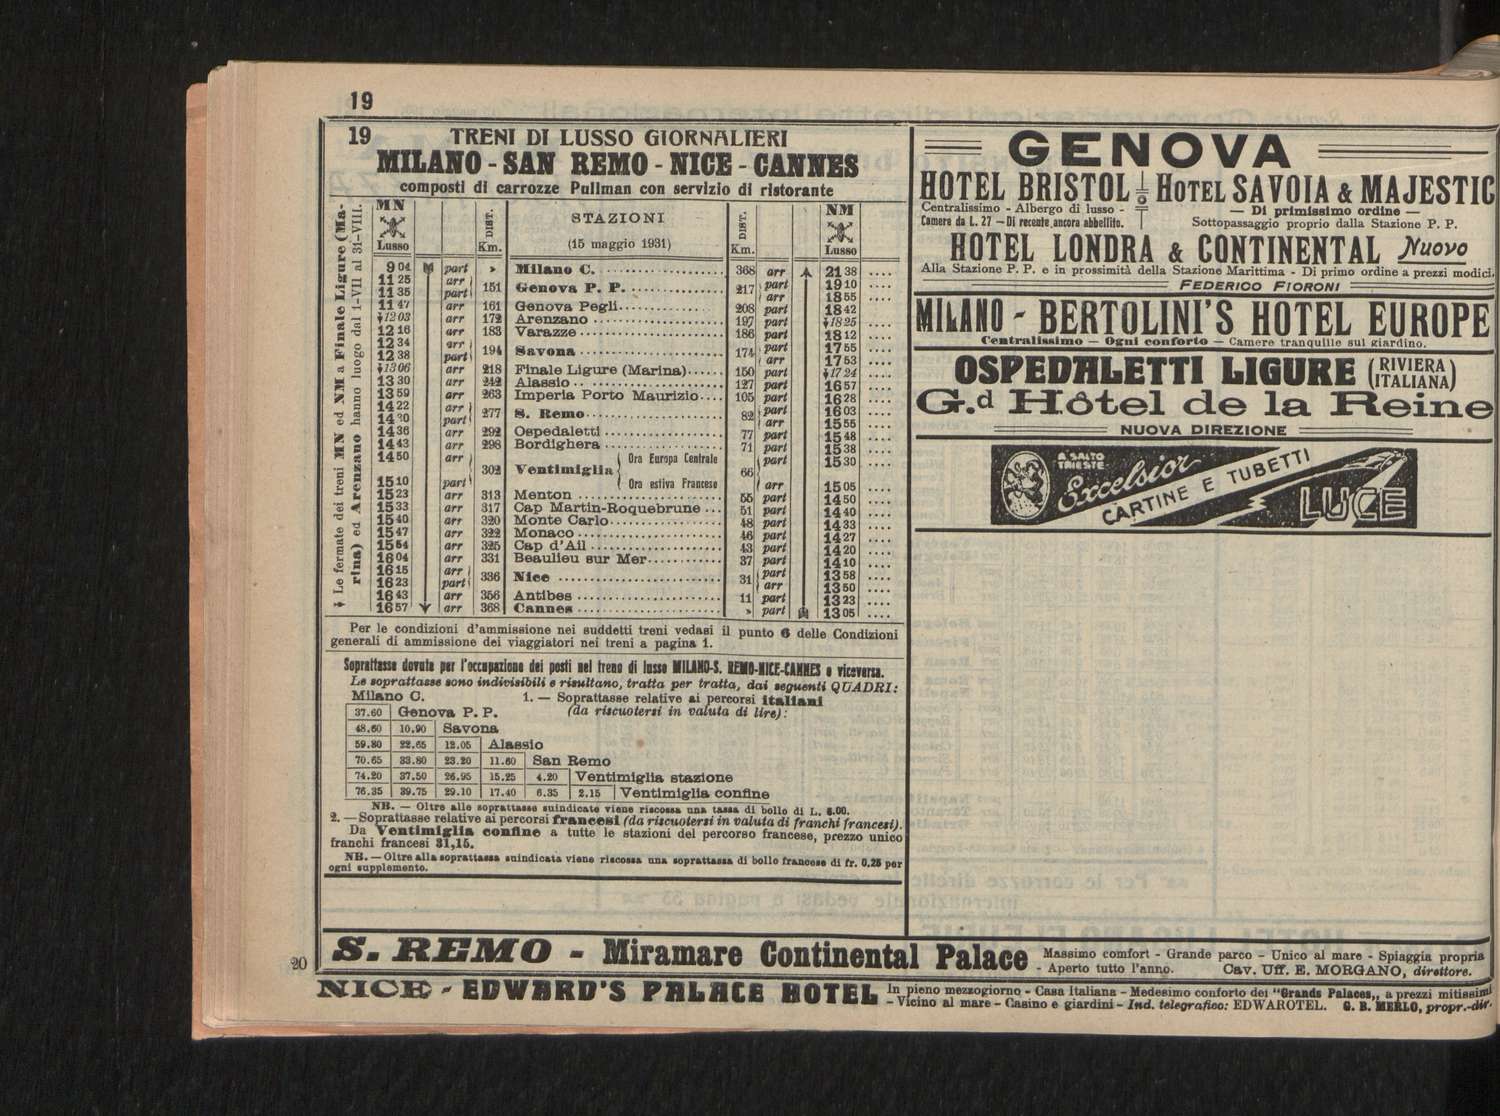 19
19 TRENI DI LUSSO GIORNALIERI
MILANO - SAN REMO - NICE - CANNES
composti di carrozze Pullman con servizio di ristorante
Le fermate dei treni MN ed NM a Finale Ligure (Marina) ed Arenzano hanno luogo dal 1-VII al 31-VIII.
MN Lusso DIST. Km. STAZIONI (15 maggio 1931) DIST. Km. NM Lusso
9 04 part » Milano C. 368 arr 21 38 ....
11 25 arr 151 Genova P. P. 217 part 19 10 ....
11 35 part arr 18 55 ....
11 47 arr 161 Genova Pegli 208 part 18 42 ....
12 03 arr 172 Arenzano 197 part 18 25 ....
12 16 arr 183 Varazze 186 part 18 12 ....
12 34 arr 194 Savona 174 part 17 55 ....
12 38 part arr 17 53 ....
13 06 arr 218 Finale Ligure (Marina) 150 part 17 24 ....
13 30 arr 242 Alassio 127 part 16 57 ....
13 59 arr 263 Imperia Porto Maurizio 105 part 16 28 ....
14 22 arr 277 S. Remo 82 part 16 03 ....
14 30 part arr 15 55 ....
14 36 arr 292 Ospedaletti 77 part 15 48 ....
14 43 arr 298 Bordighera 71 part 15 38 ....
14 50 arr 302 Ventimiglia Ora Europa Centrale 66 part 15 30 ....
15 10 part Ora estiva Francese arr 15 05 ....
15 23 arr 313 Menton 55 part 14 50 ....
15 33 arr 317 Cap Martin-Roquebrune 51 part 14 40 ....
15 40 arr 320 Monte Carlo 48 part 14 33 ....
15 47 arr 322 Monaco 46 part 14 27 ....
15 54 arr 325 Cap d'Ail 43 part 14 20 ....
16 04 arr 331 Beaulieu sur Mer 37 part 14 10 ....
16 15 arr 336 Nice 31 part 13 58 ....
16 23 part arr 13 50 ....
16 43 arr 356 Antibes 11 part 13 23 ....
16 57 arr 368 Cannes » part 13 05 ....
Per le condizioni d'ammissione nei suddetti treni vedasi il punto 6 delle Condizioni
generali di ammissione dei viaggiatori nei treni a pagina 1.
Soprattasse dovute per l'occupazione dei posti nel treno di lusso MILANO-S. REMO-NICE-CANNES e viceversa.
Le soprattasse sono indivisibili e risultano, tratta per tratta, dai seguenti QUADRI:
Milano C. 1. — Soprattasse relative ai percorsi italiani
37.60 Genova P. P. (da riscuotersi in valuta di lire):
48.60 10.90 Savona
59.80 22.65 12.05 Alassio
70.65 33.80 23.20 11.60 San Remo
74.20 37.50 26.95 15.25 4.20 Ventimiglia stazione
76.35 39.75 29.10 17.40 6.35 2.15 Ventimiglia confine
NB. — Oltre alle soprattasse suindicate viene riscossa una tassa di bollo di L. 5.00.
2. — Soprattasse relative ai percorsi francesi (da riscuotersi in valuta di franchi francesi).
Da Ventimiglia confine a tutte le stazioni del percorso francese, prezzo unico
franchi francesi 31,15.
NB. — Oltre alla soprattassa suindicata viene riscossa una soprattassa di bollo francese di fr. 0,25 per
ogni supplemento.
GENOVA
HOTEL BRISTOL HOTEL SAVOIA & MAJESTIC
Centralissimo - Albergo di lusso - — Di primissimo ordine —
Camere da L. 27 — Di recente ancora abbellito. Sottopassaggio proprio dalla Stazione P. P.
HOTEL LONDRA & CONTINENTAL Nuovo
Alla Stazione P. P. e in prossimità della Stazione Marittima - Di primo ordine a prezzi modici.
FEDERICO FIORONI
MILANO - BERTOLINI'S HOTEL EUROPE
Centralissimo — Ogni conforto — Camere tranquille sul giardino.
OSPEDALETTI LIGURE (RIVIERA ITALIANA)
G.d Hôtel de la Reine
NUOVA DIREZIONE
A. SALTO TRIESTE
Excelsior
CARTINE E TUBETTI
LUCE
S. REMO - Miramare Continental Palace Massimo comfort - Grande parco - Unico al mare - Spiaggia propria
- Aperto tutto l'anno. Cav. Uff. E. MORGANO, direttore.
20
NICE - EDWARD'S PALACE HOTEL In pieno mezzogiorno - Casa Italiana - Medesimo conforto dei "Grands Palaces,, a prezzi mitissimi
- Vicino al mare - Casino e giardini - Ind. telegrafico: EDWAROTEL. G. B. MERLO, propr.-dir.